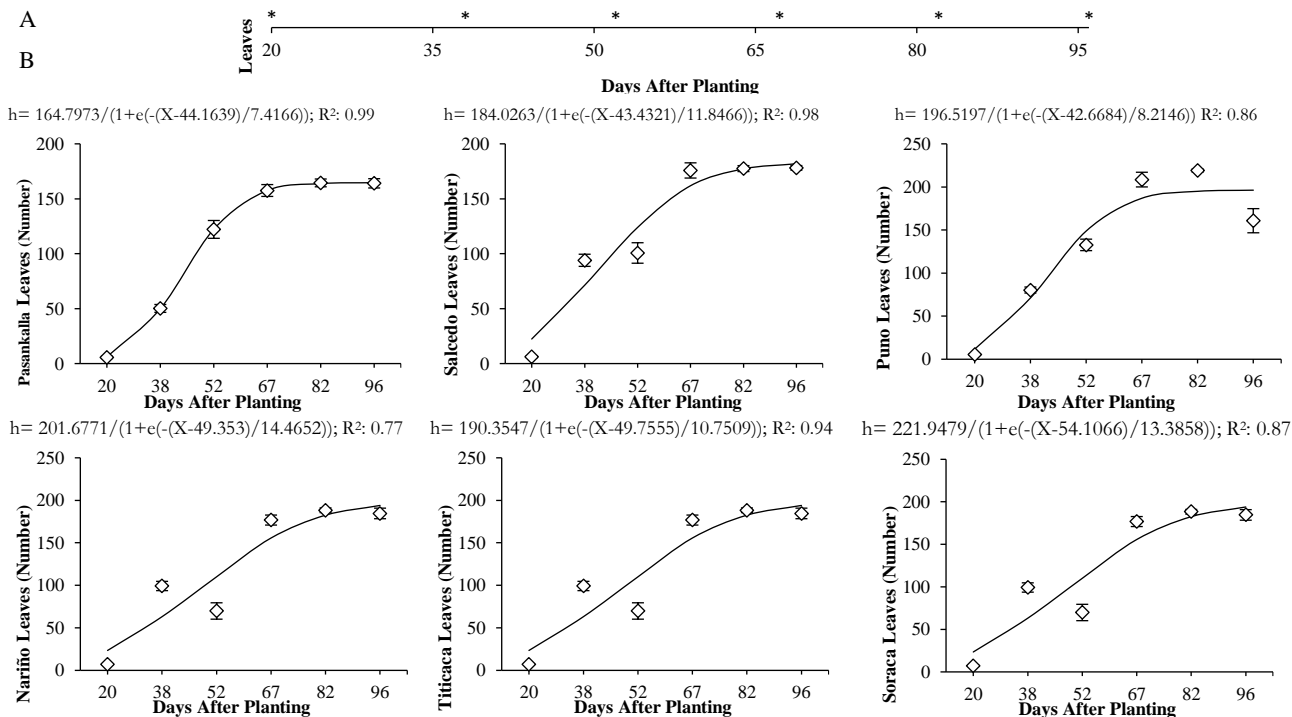 A
* * * * * *
Leaves
20 35 50 65 80 95
B
Days After Planting
h= 164.7973/(1+e(-(X-44.1639)/7.4166)); R²: 0.99
200
150
100
50
0
Pasankalla Leaves (Number)
20 38 52 67 82 96
Days After Planting
h= 184.0263/(1+e(-(X-43.4321)/11.8466)); R²: 0.98
200
150
100
50
0
Salcedo Leaves (Number)
20 38 52 67 82 96
Days After Planting
h= 196.5197/(1+e(-(X-42.6684)/8.2146)) R²: 0.86
250
200
150
100
50
0
Puno Leaves (Number)
20 38 52 67 82 96
Days After Planting
h= 201.6771/(1+e(-(X-49.353)/14.4652)); R²: 0.77
250
200
150
100
50
0
Nariño Leaves (Number)
20 38 52 67 82 96
Days After Planting
h= 190.3547/(1+e(-(X-49.7555)/10.7509)); R²: 0.94
250
200
150
100
50
0
Titicaca Leaves (Number)
20 38 52 67 82 96
Days After Planting
h= 221.9479/(1+e(-(X-54.1066)/13.3858)); R²: 0.87
250
200
150
100
50
0
Soraca Leaves (Number)
20 38 52 67 82 96
Days After Planting